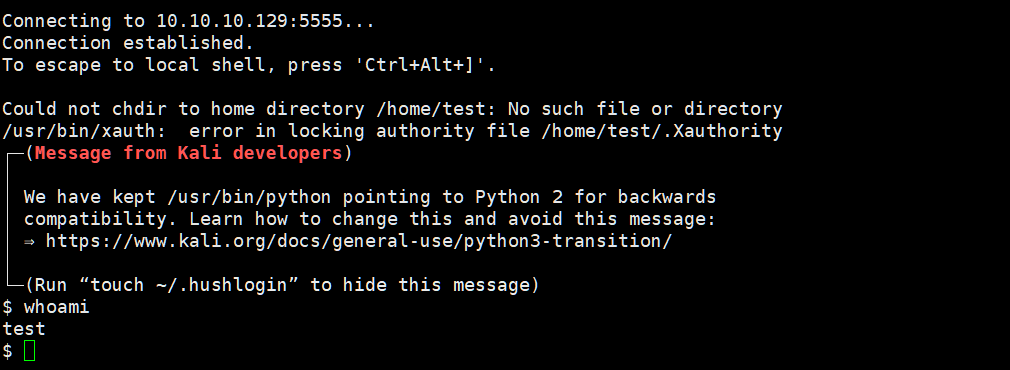 Connecting to 10.10.10.129:5555...
Connection established.
To escape to local shell, press 'Ctrl+Alt+]'.
Could not chdir to home directory /home/test: No such file or directory
/usr/bin/xauth:  error in locking authority file /home/test/.Xauthority
(Message from Kali developers)
We have kept /usr/bin/python pointing to Python 2 for backwards
compatibility. Learn how to change this and avoid this message:
⇒ https://www.kali.org/docs/general-use/python3-transition/
(Run “touch ~/.hushlogin” to hide this message)
$ whoami
test
$